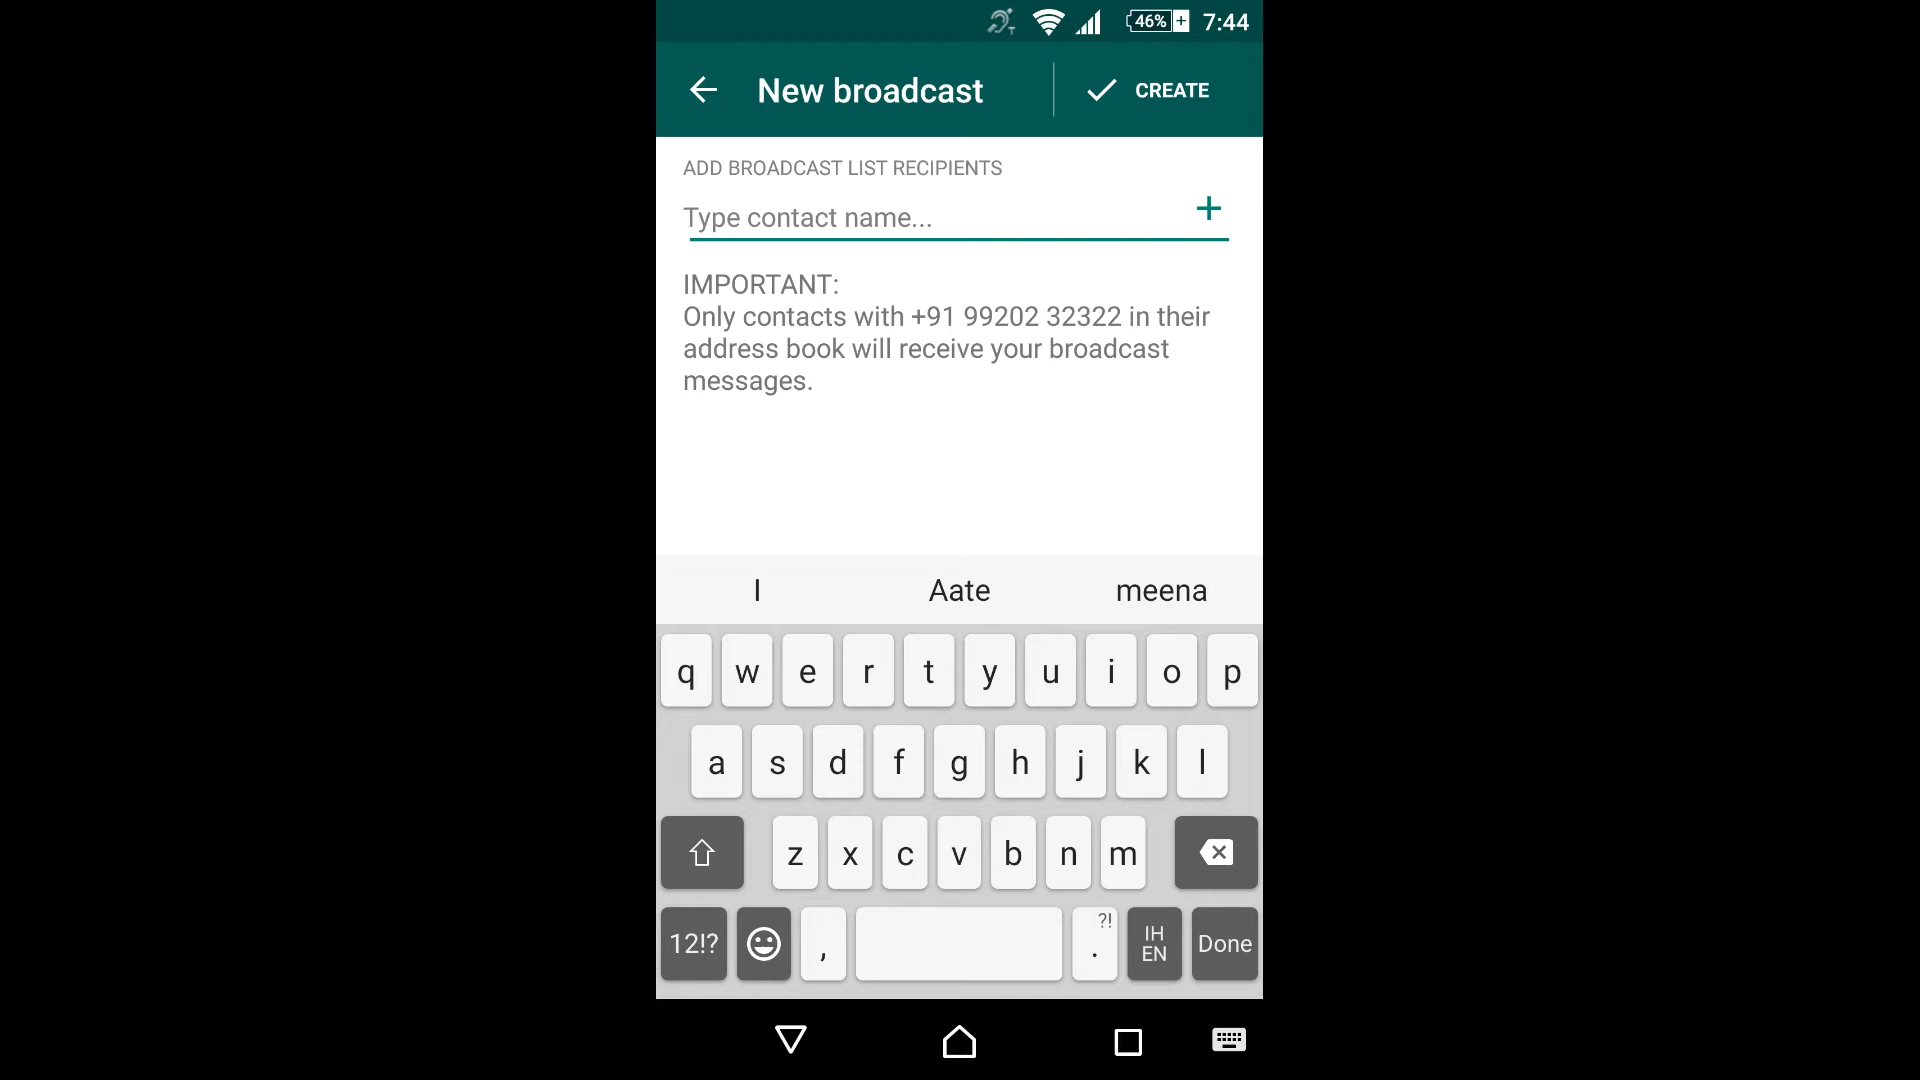 46% 7:44
New broadcast
CREATE
ADD BROADCAST LIST RECIPIENTS
Type contact name...
IMPORTANT:
Only contacts with +91 99202 32322 in their
address book will receive your broadcast
messages.
I Aate meena
q w e r t y u i o p
a s d f g h j k l
z x c v b n m
12!? , ?! . IH EN Done